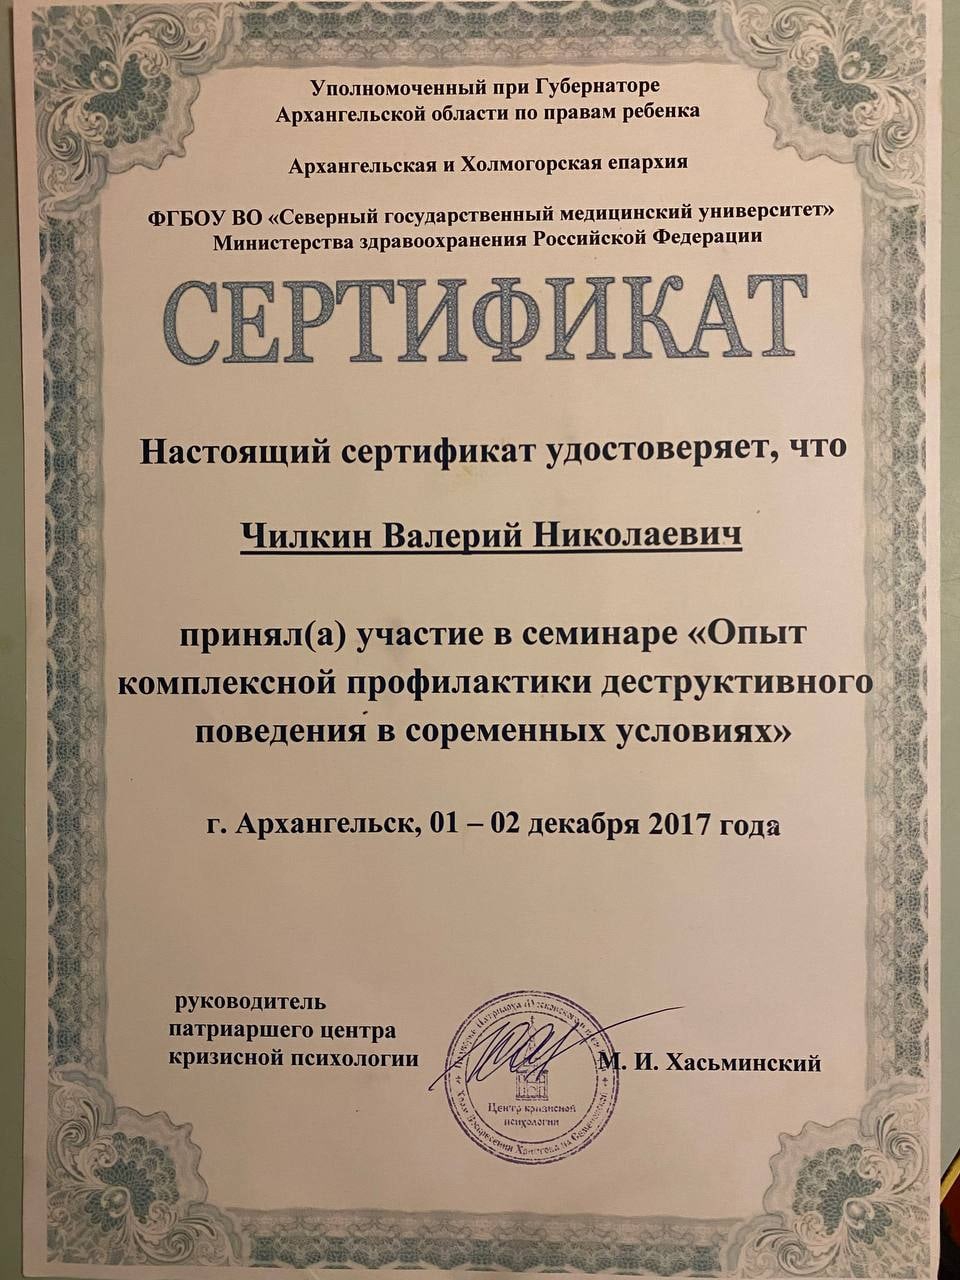 Уполномоченный при Губернаторе
Архангельской области по правам ребенка
Архангельская и Холмогорская епархия
ФГБОУ ВО «Северный государственный медицинский университет»
Министерства здравоохранения Российской Федерации
СЕРТИФИКАТ
Настоящий сертификат удостоверяет, что
Чилкин Валерий Николаевич
принял(а) участие в семинаре «Опыт
комплексной профилактики деструктивного
поведения в соременных условиях»
г. Архангельск, 01 – 02 декабря 2017 года
руководитель
патриаршего центра
кризисной психологии
М. И. Хасьминский
Центр кризисной
психологии